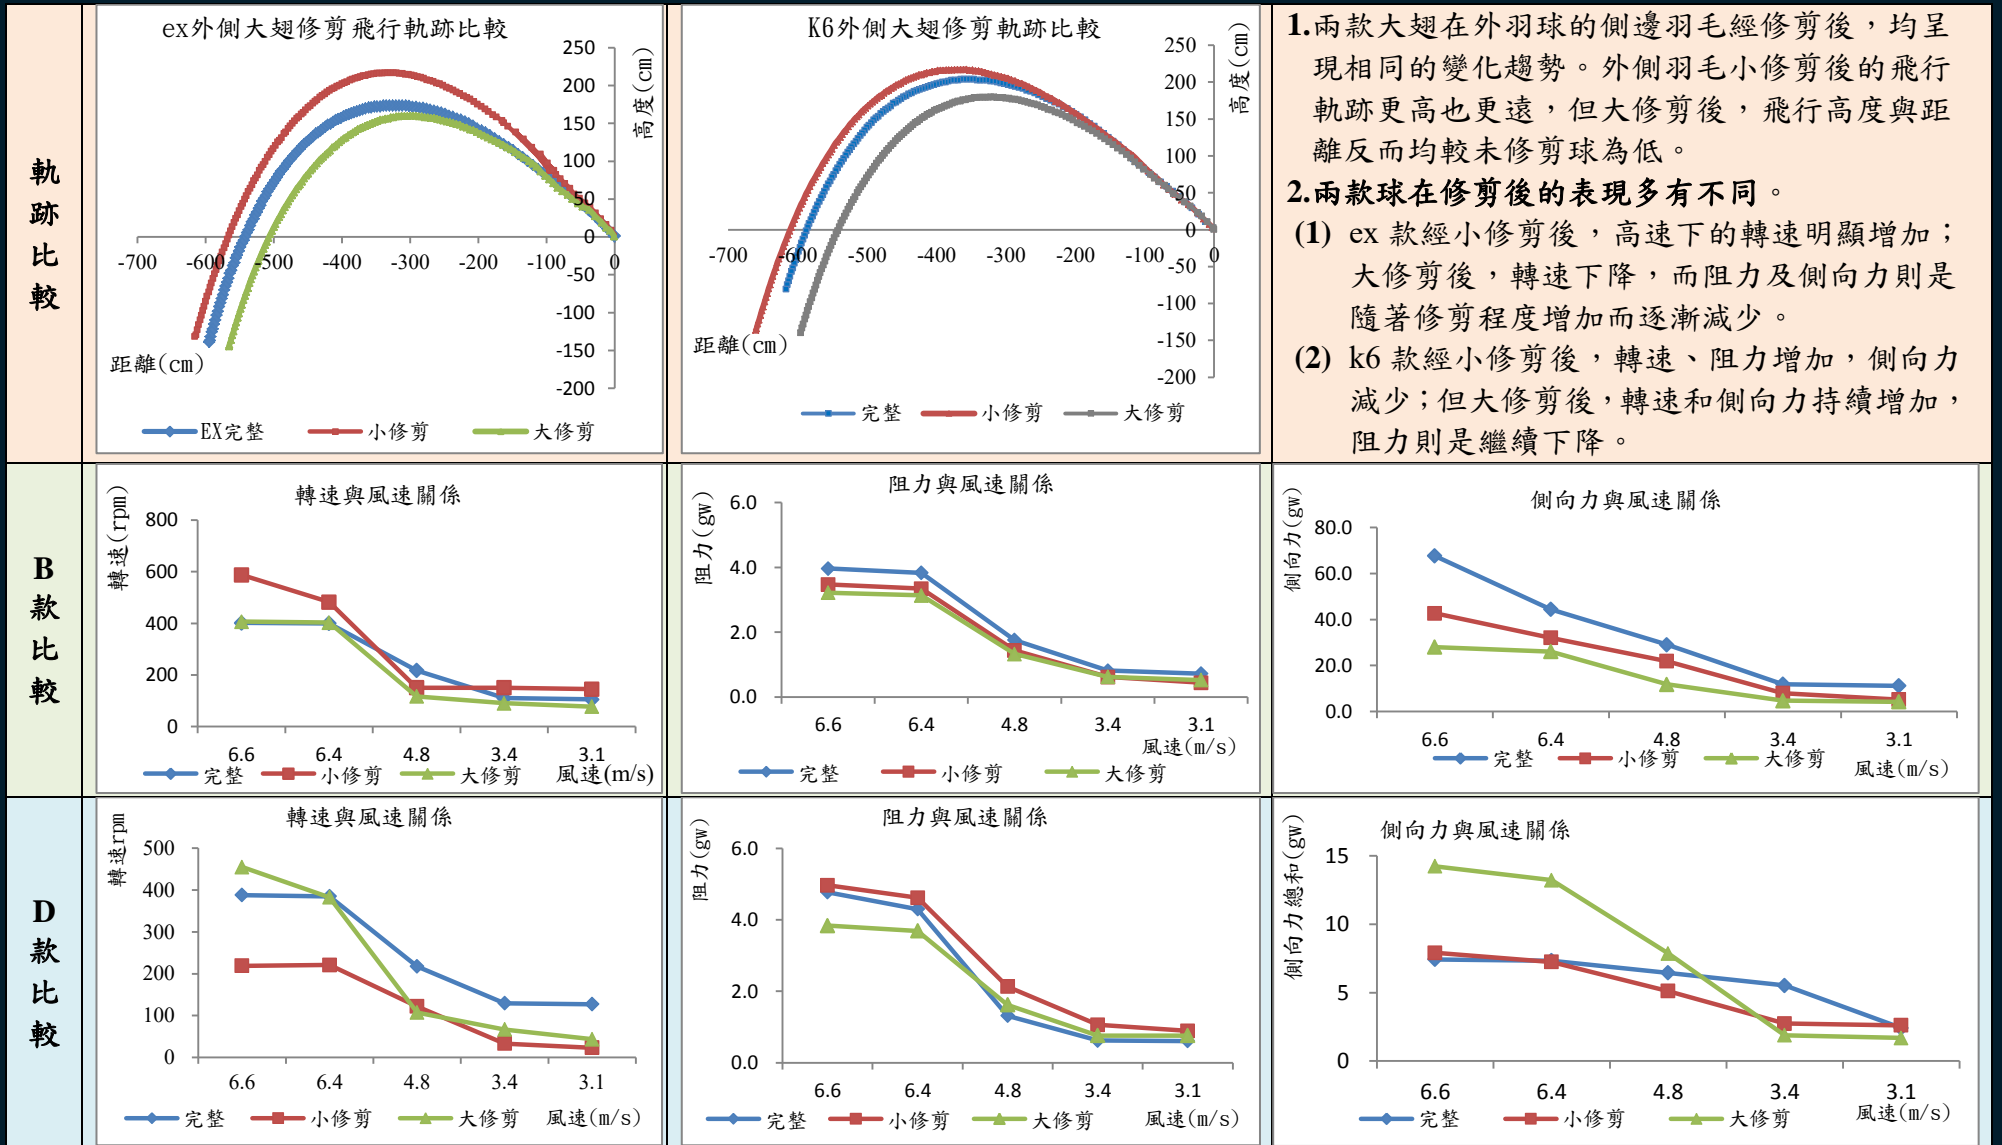 軌
跡
比
較
ex外側大翅修剪飛行軌跡比較
高度(cm)
250
200
150
100
50
0
-50
-100
-150
-200
-700
-600
-500
-400
-300
-200
-100
0
距離(cm)
EX完整 小修剪 大修剪
K6外側大翅修剪軌跡比較
高度(cm)
250
200
150
100
50
0
-50
-100
-150
-200
-700
-600
-500
-400
-300
-200
-100
0
距離(cm)
完整 小修剪 大修剪
1.兩款大翅在外羽球的側邊羽毛經修剪後，均呈
現相同的變化趨勢。外側羽毛小修剪後的飛行
軌跡更高也更遠，但大修剪後，飛行高度與距
離反而均較未修剪球為低。
2.兩款球在修剪後的表現多有不同。
(1) ex 款經小修剪後，高速下的轉速明顯增加；
大修剪後，轉速下降，而阻力及側向力則是
隨著修剪程度增加而逐漸減少。
(2) k6 款經小修剪後，轉速、阻力增加，側向力
減少；但大修剪後，轉速和側向力持續增加，
阻力則是繼續下降。
B
款
比
較
轉速與風速關係
轉速(rpm)
800
600
400
200
0
6.6 6.4 4.8 3.4 3.1
完整 小修剪 大修剪 風速(m/s)
阻力與風速關係
阻力(gw)
6.0
4.0
2.0
0.0
6.6 6.4 4.8 3.4 3.1
風速(m/s)
完整 小修剪 大修剪
側向力與風速關係
側向力(gw)
80.0
60.0
40.0
20.0
0.0
6.6 6.4 4.8 3.4 3.1
完整 小修剪 大修剪
風速(m/s)
D
款
比
較
轉速與風速關係
轉速rpm
500
400
300
200
100
0
6.6 6.4 4.8 3.4 3.1
完整 小修剪 大修剪 風速(m/s)
阻力與風速關係
阻力(gw)
6.0
4.0
2.0
0.0
6.6 6.4 4.8 3.4 3.1
完整 小修剪 大修剪 風速(m/s)
側向力與風速關係
側向力總和(gw)
15
10
5
0
6.6 6.4 4.8 3.4 3.1
完整 小修剪 大修剪 風速(m/s)